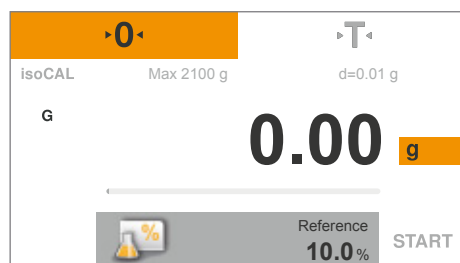 0 T
isoCAL Max 2100 g d=0.01 g
G
0.00 g
% Reference
10.0 % START